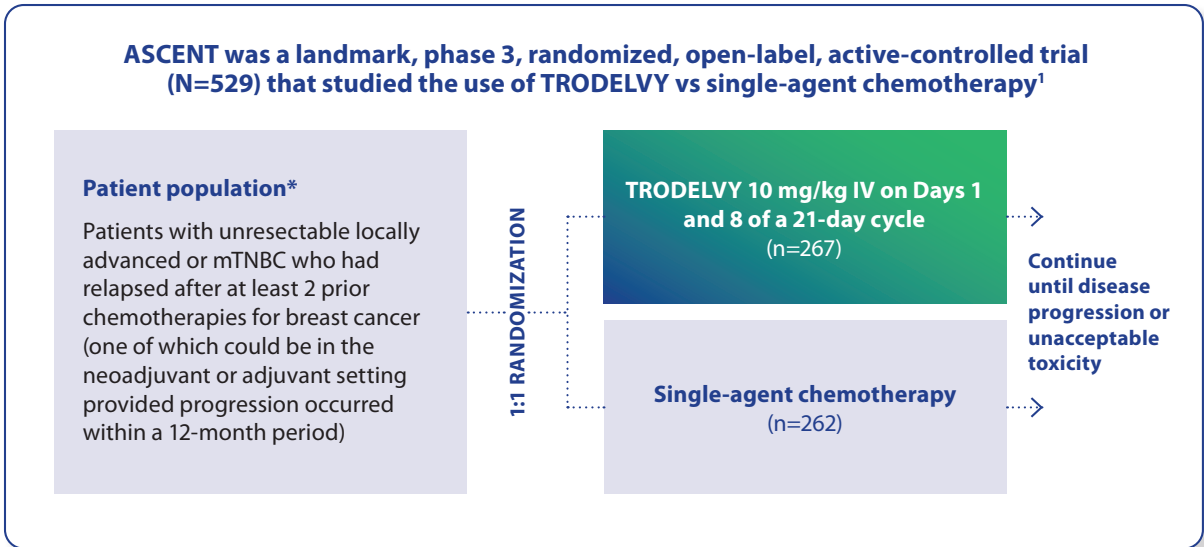 ASCENT was a landmark, phase 3, randomized, open-label, active-controlled trial
(N=529) that studied the use of TRODELVY vs single-agent chemotherapy¹
Patient population*
Patients with unresectable locally
advanced or mTNBC who had
relapsed after at least 2 prior
chemotherapies for breast cancer
(one of which could be in the
neoadjuvant or adjuvant setting
provided progression occurred
within a 12-month period)
1:1 RANDOMIZATION
TRODELVY 10 mg/kg IV on Days 1
and 8 of a 21-day cycle
(n=267)
Single-agent chemotherapy
(n=262)
Continue
until disease
progression or
unacceptable
toxicity